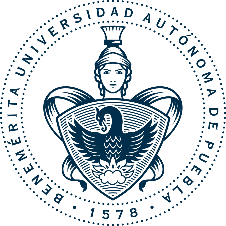 BENEMÉRITA UNIVERSIDAD AUTÓNOMA DE PUEBLA
· 1578 ·